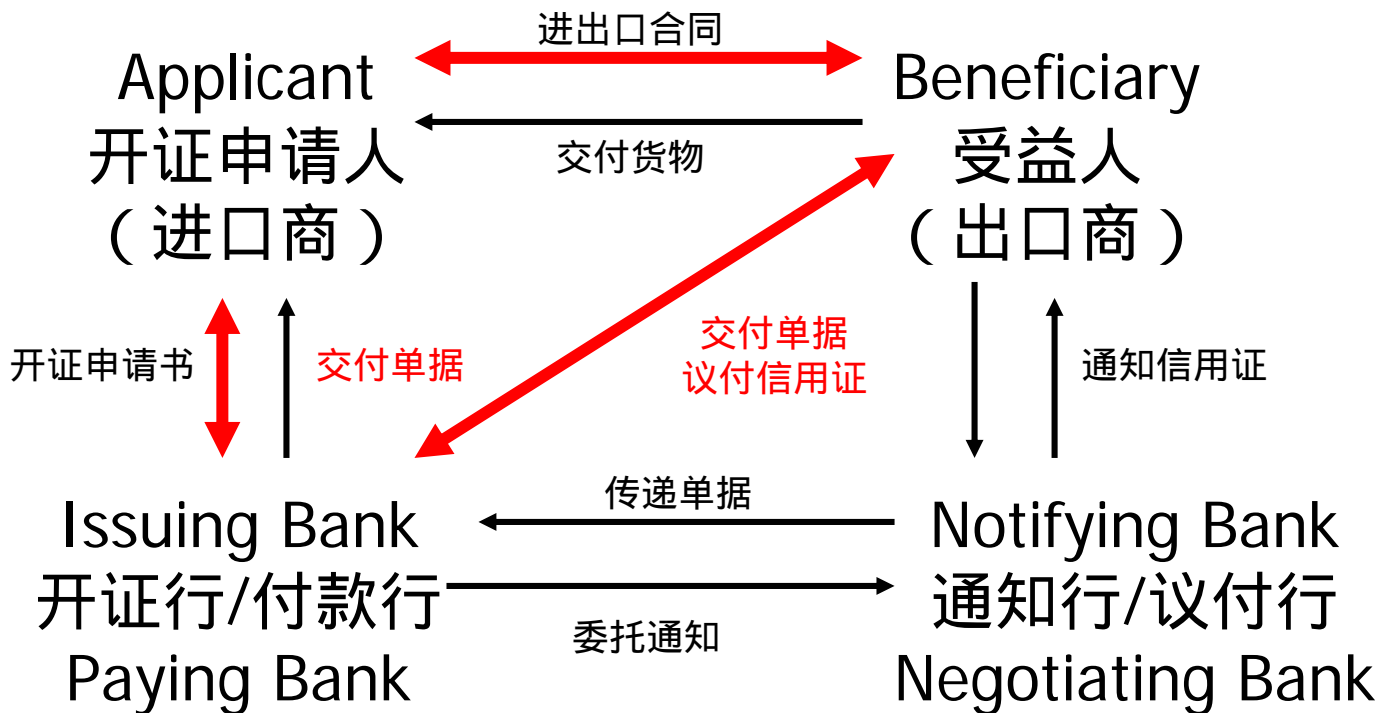 进出口合同
Applicant
开证申请人
（进口商）
Beneficiary
受益人
（出口商）
交付货物
开证申请书
交付单据
交付单据
议付信用证
通知信用证
Issuing Bank
开证行/付款行
Paying Bank
传递单据
委托通知
Notifying Bank
通知行/议付行
Negotiating Bank